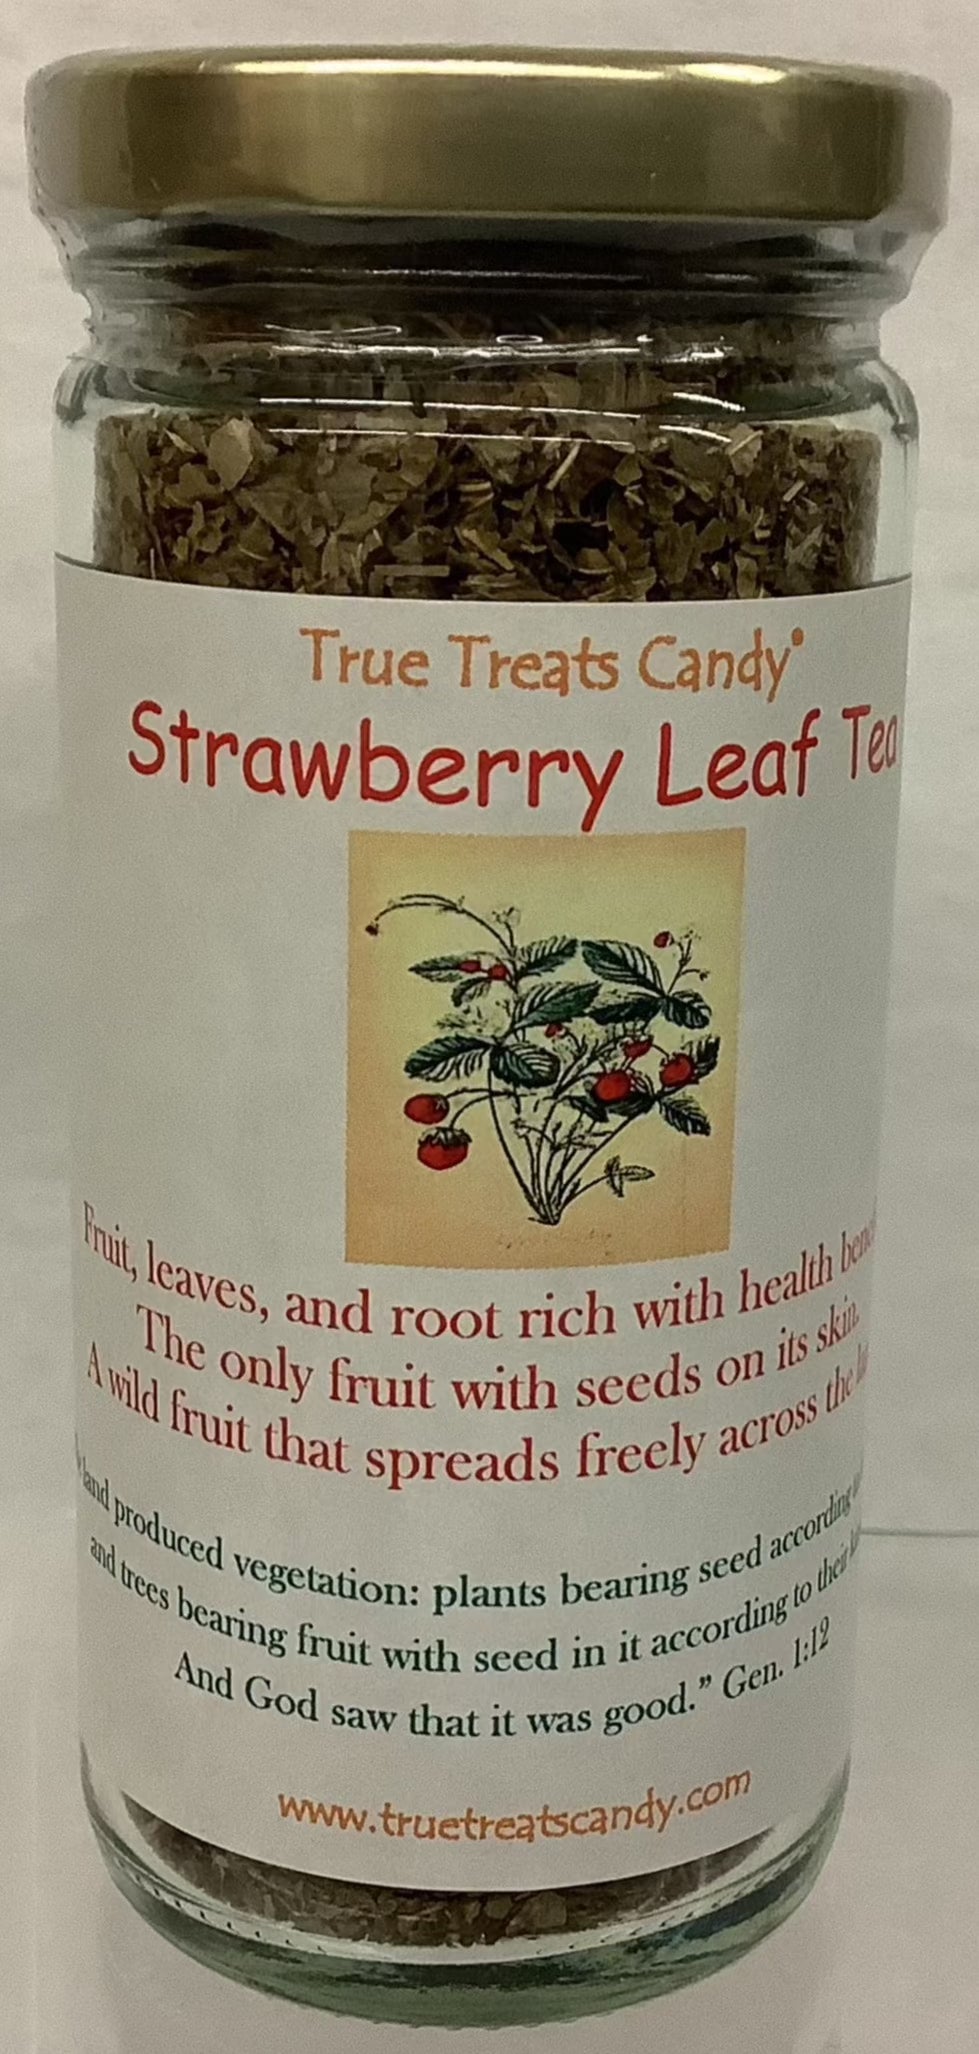 True Treats Candy®
Strawberry Leaf Tea
Fruit, leaves, and root rich with health
The only fruit with seeds on its skin.
A wild fruit that spreads freely across the
land produced vegetation: plants bearing seed according
and trees bearing fruit with seed in it according to their
And God saw that it was good.” Gen. 1:12
www.truetreatscandy.com